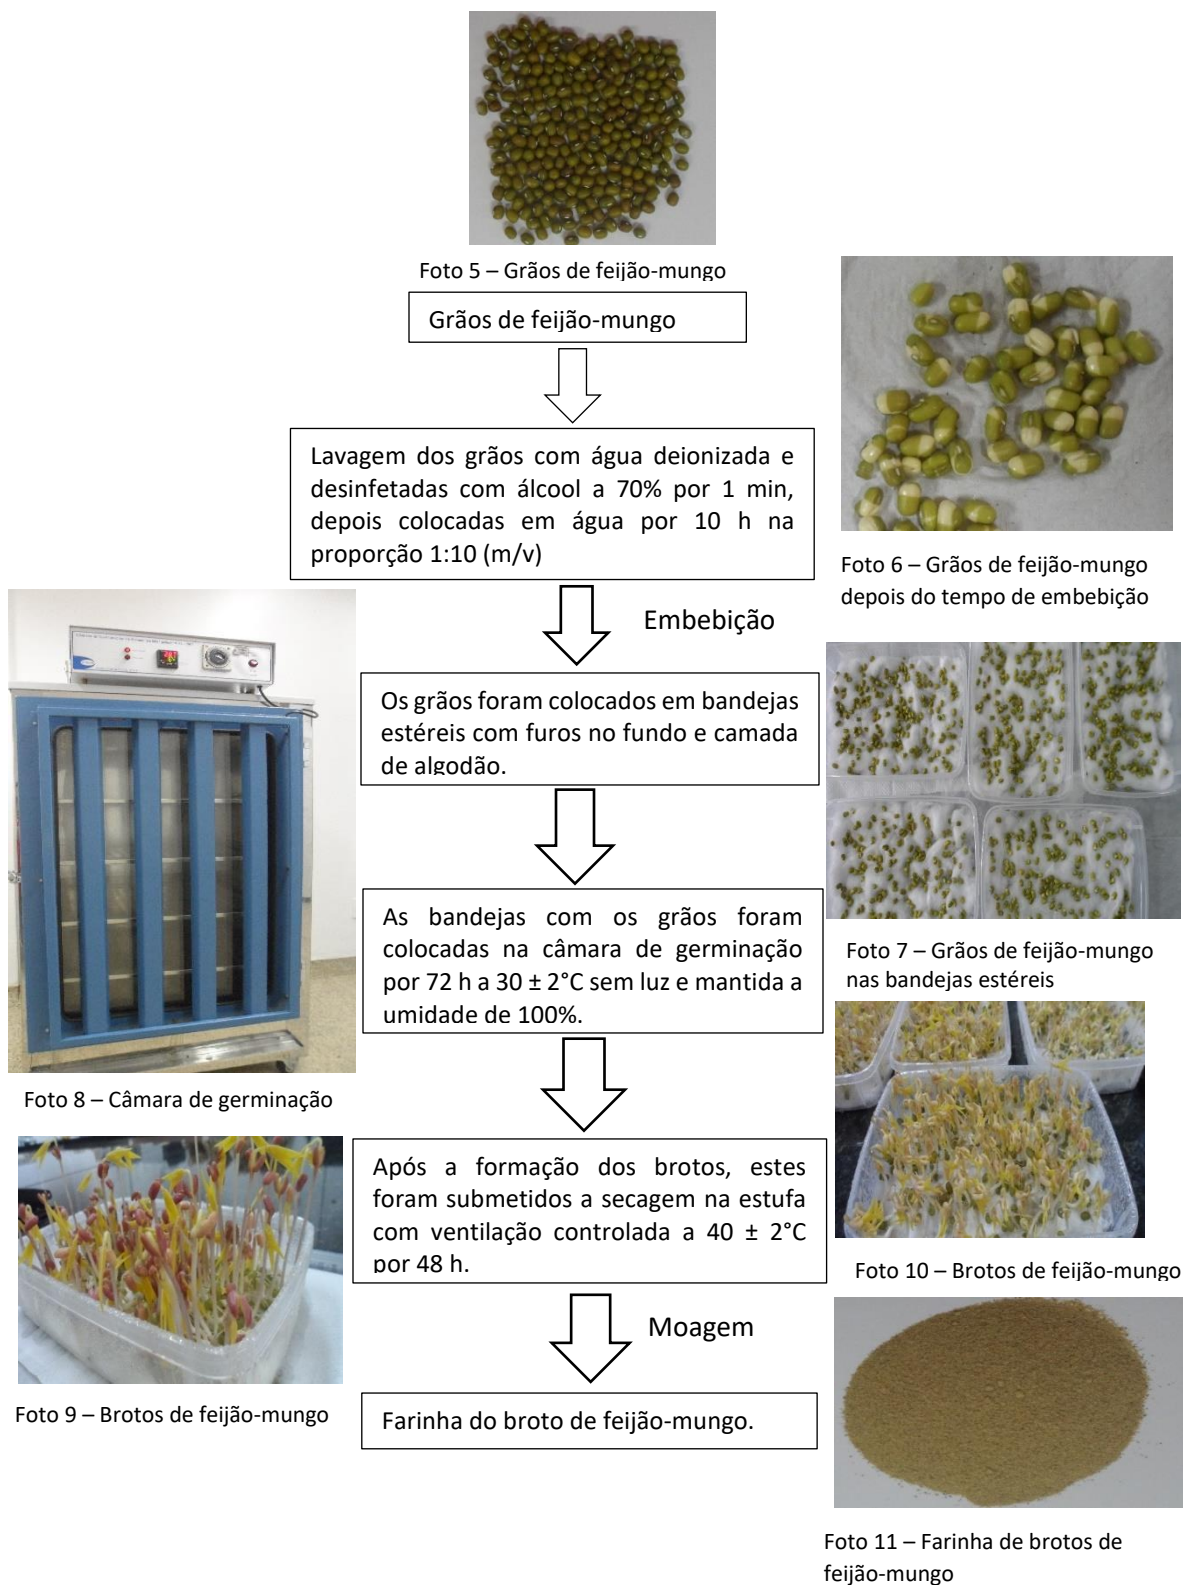 Foto 5 – Grãos de feijão-mungo
Grãos de feijão-mungo
Lavagem dos grãos com água deionizada e
desinfetadas com álcool a 70% por 1 min,
depois colocadas em água por 10 h na
proporção 1:10 (m/v)
Foto 6 – Grãos de feijão-mungo
depois do tempo de embebição
Embebição
Os grãos foram colocados em bandejas
estéreis com furos no fundo e camada
de algodão.
As bandejas com os grãos foram
colocadas na câmara de germinação
por 72 h a 30 ± 2°C sem luz e mantida a
umidade de 100%.
Foto 7 – Grãos de feijão-mungo
nas bandejas estéreis
Foto 8 – Câmara de germinação
Após a formação dos brotos, estes
foram submetidos a secagem na estufa
com ventilação controlada a 40 ± 2°C
por 48 h.
Foto 10 – Brotos de feijão-mungo
Moagem
Foto 9 – Brotos de feijão-mungo
Farinha do broto de feijão-mungo.
Foto 11 – Farinha de brotos de
feijão-mungo